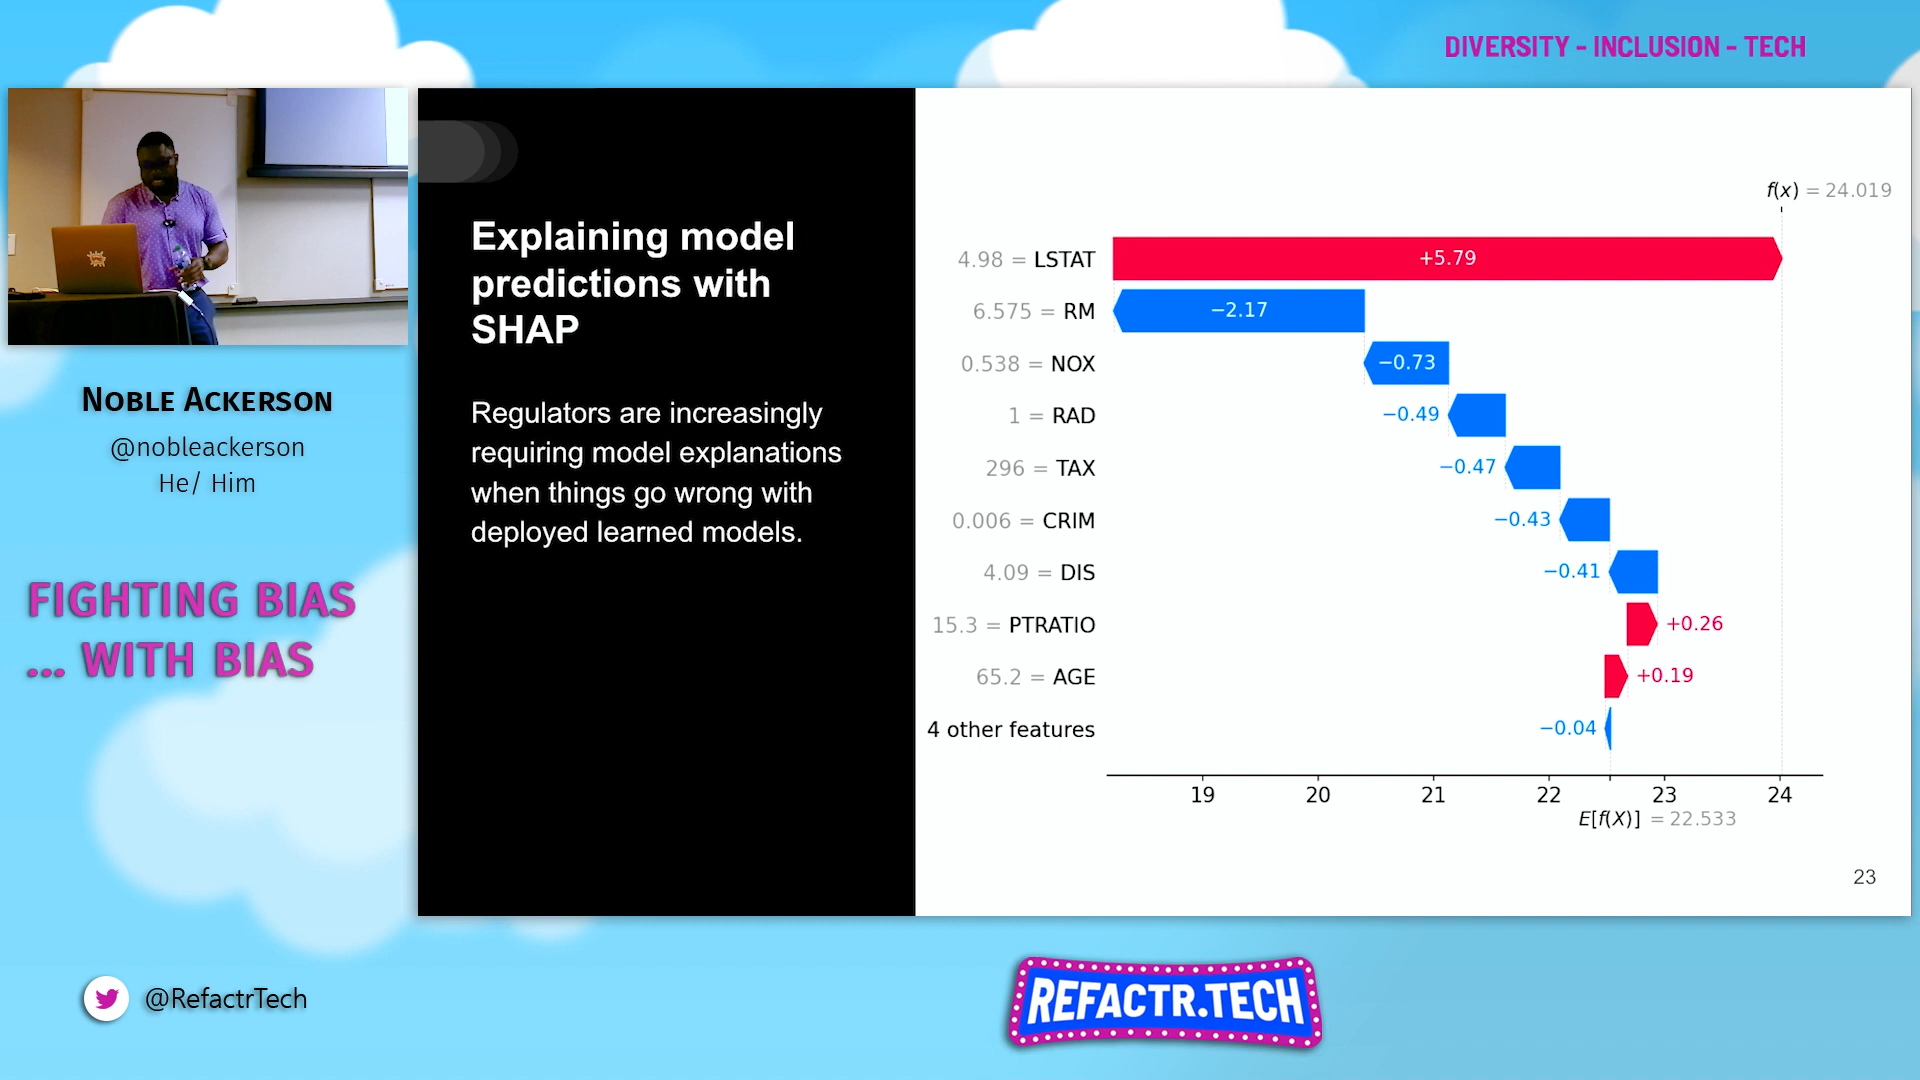 DIVERSITY - INCLUSION - TECH
NOBLE ACKERSON
@nobleackerson
He/ Him
FIGHTING BIAS
... WITH BIAS
@RefactrTech
Explaining model
predictions with
SHAP
Regulators are increasingly
requiring model explanations
when things go wrong with
deployed learned models.
f(x) = 24.019
4.98 = LSTAT +5.79
6.575 = RM −2.17
0.538 = NOX −0.73
1 = RAD −0.49
296 = TAX −0.47
0.006 = CRIM −0.43
4.09 = DIS −0.41
15.3 = PTRATIO +0.26
65.2 = AGE +0.19
4 other features −0.04
19 20 21 22 23 24
E[f(X)] = 22.533
23
REFACTR.TECH